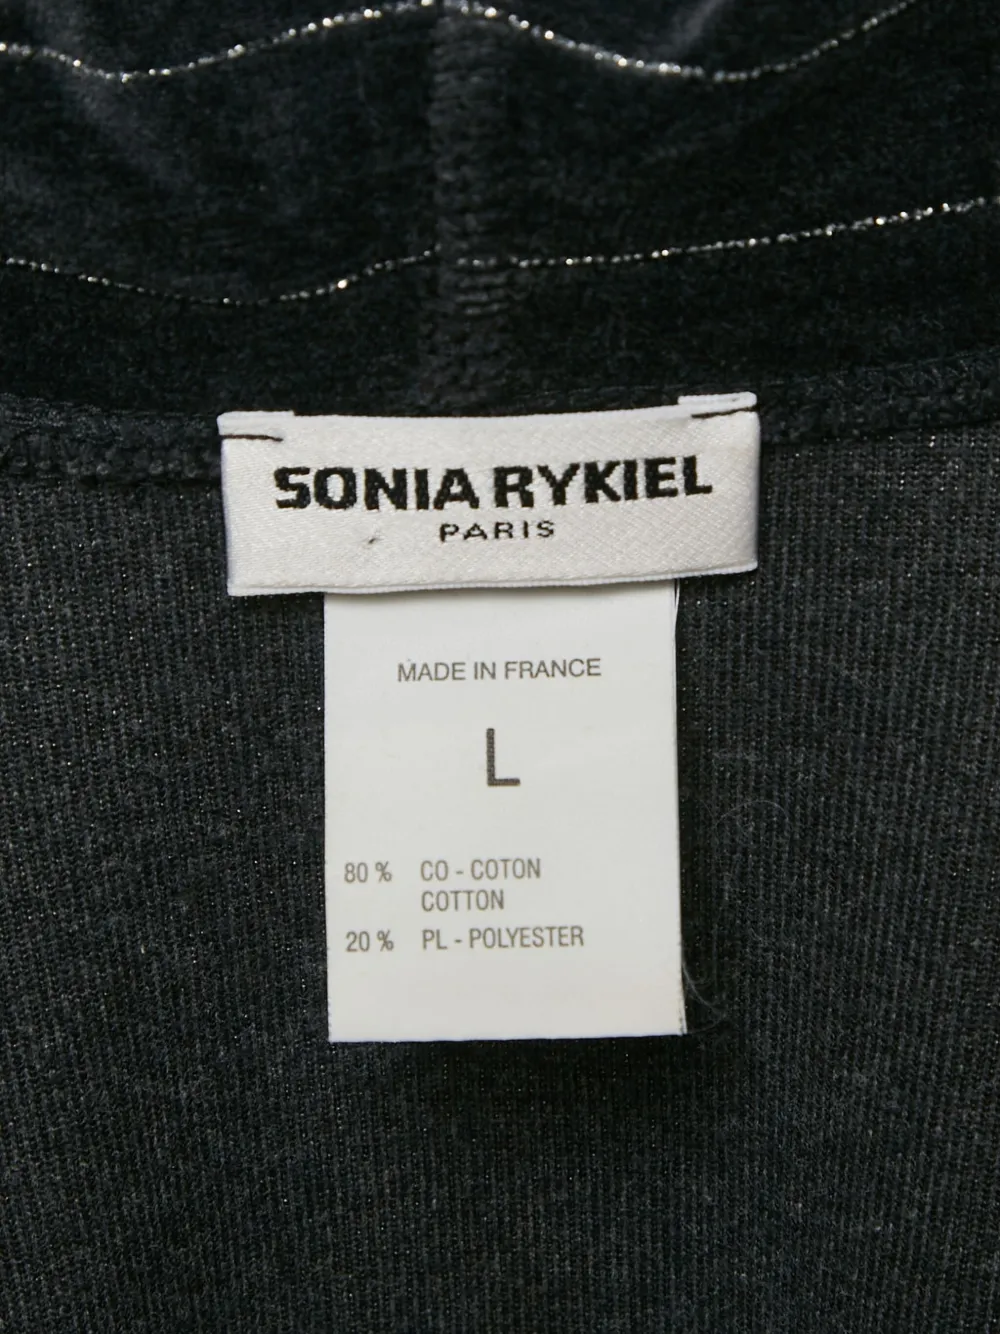 SONIA RYKIEL
PARIS
MADE IN FRANCE
L
80 % CO - COTON
COTTON
20 % PL - POLYESTER